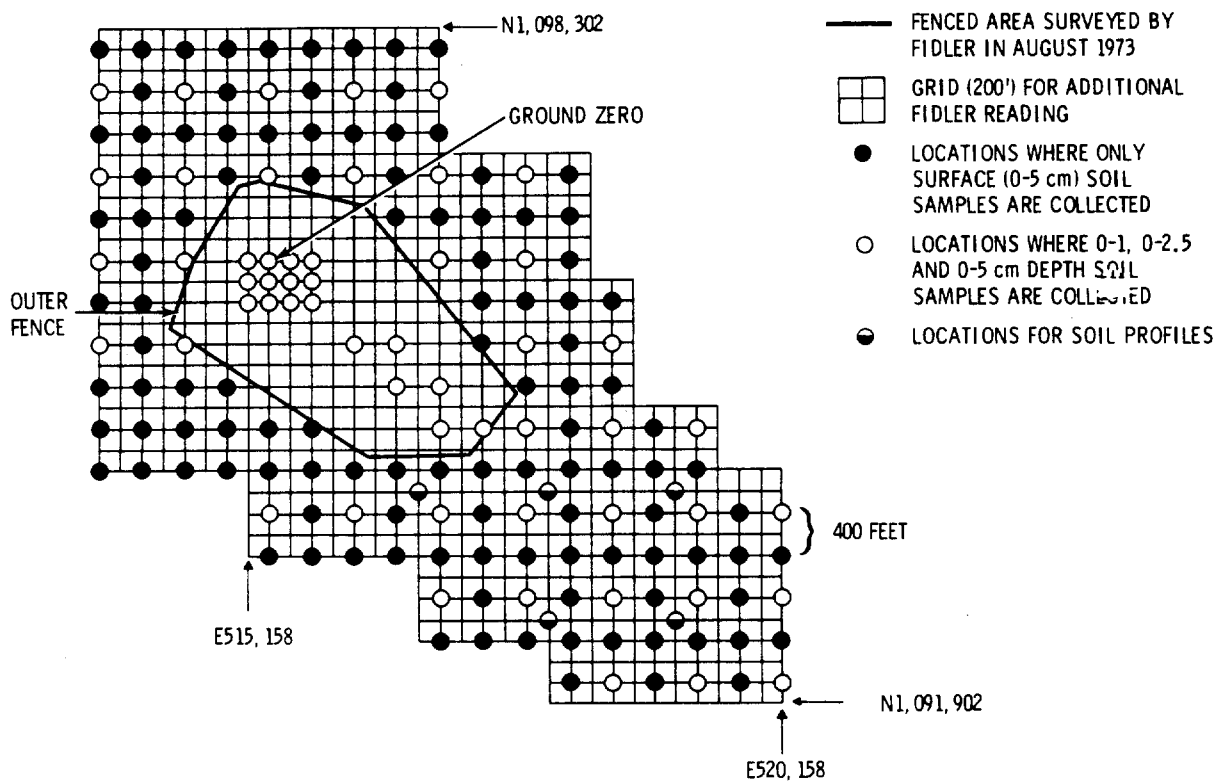 N1, 098, 302
GROUND ZERO
OUTER
FENCE
400 FEET
E515, 158
N1, 091, 902
E520, 158
FENCED AREA SURVEYED BY
FIDLER IN AUGUST 1973
GRID (200') FOR ADDITIONAL
FIDLER READING
LOCATIONS WHERE ONLY
SURFACE (0-5 cm) SOIL
SAMPLES ARE COLLECTED
LOCATIONS WHERE 0-1, 0-2.5
AND 0-5 cm DEPTH SOIL
SAMPLES ARE COLLECTED
LOCATIONS FOR SOIL PROFILES